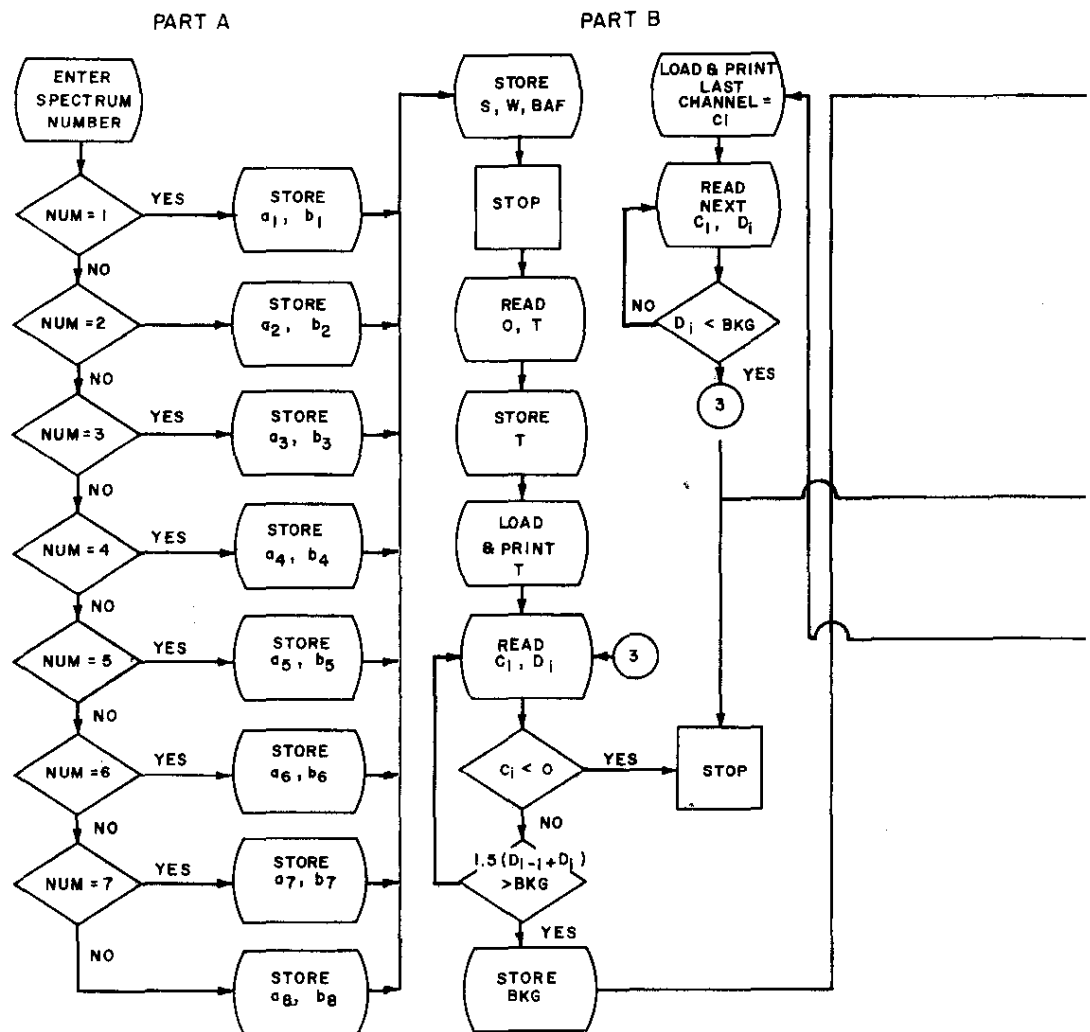 PART A
ENTER
SPECTRUM
NUMBER
NUM = 1
YES
STORE
a1, b1
NO
NUM = 2
STORE
a2, b2
NO
NUM = 3
YES
STORE
a3, b3
NO
NUM = 4
YES
STORE
a4, b4
NO
NUM = 5
YES
STORE
a5, b5
NO
NUM = 6
YES
STORE
a6, b6
NO
NUM = 7
YES
STORE
a7, b7
NO
STORE
a8, b8
PART B
STORE
S, W, BAF
STOP
READ
O, T
STORE
T
LOAD
& PRINT
T
READ
Ci, Di
3
Ci < 0
YES
STOP
NO
1.5(Di-1+Di)
>BKG
YES
STORE
BKG
LOAD & PRINT
LAST
CHANNEL =
Ci
READ
NEXT
Ci, Di
NO
Di < BKG
YES
3